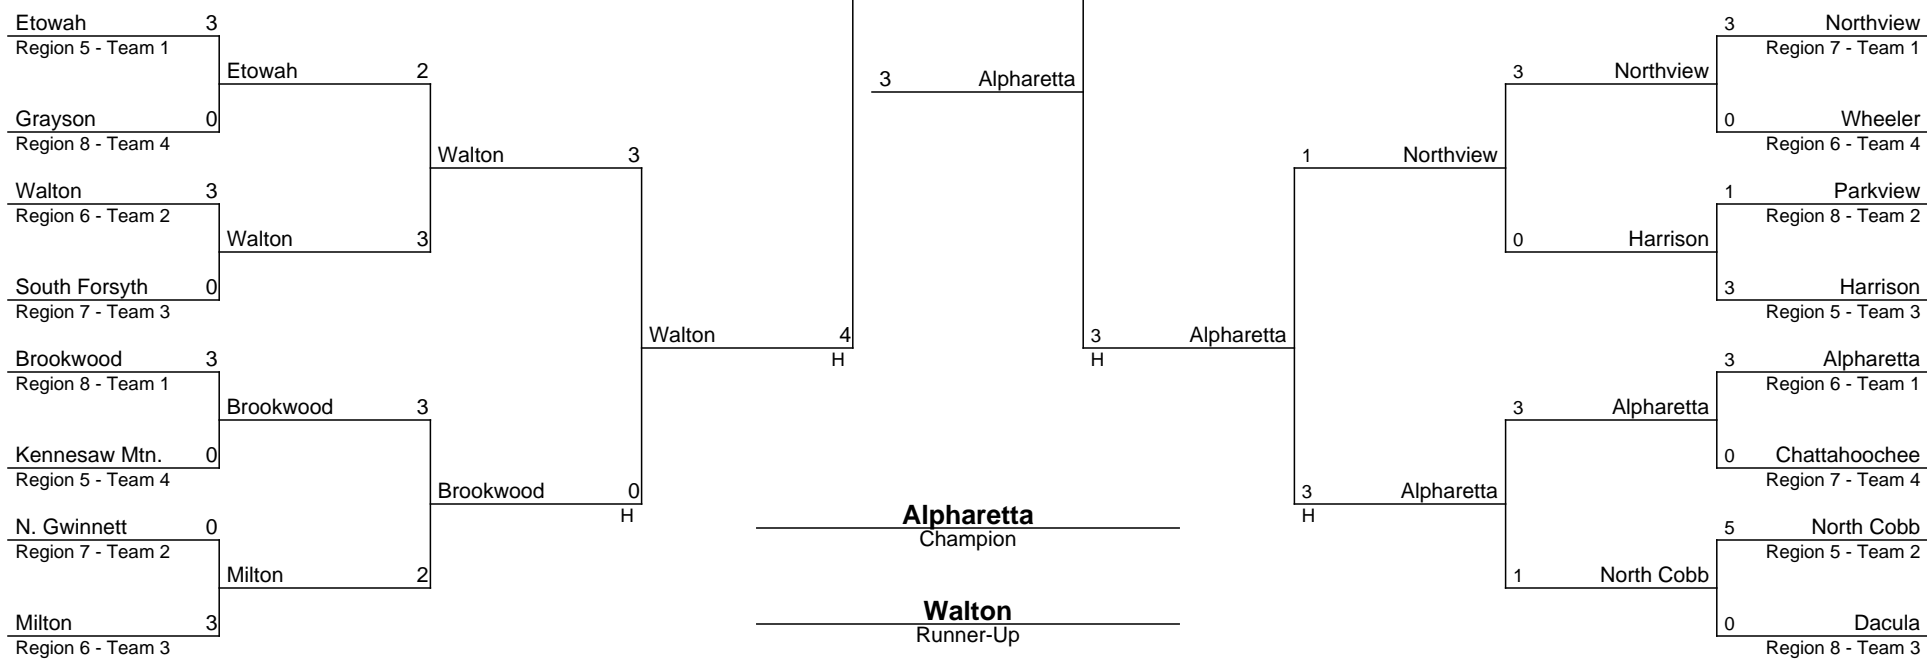 Etowah 3
Region 5 - Team 1
Etowah 2
Grayson 0
Region 8 - Team 4
Walton 3
Walton 3
Region 6 - Team 2
Walton 3
South Forsyth 0
Region 7 - Team 3
Walton 4
H
Brookwood 3
Region 8 - Team 1
Brookwood 3
Kennesaw Mtn. 0
Region 5 - Team 4
Brookwood 0
H
N. Gwinnett 0
Region 7 - Team 2
Milton 2
Milton 3
Region 6 - Team 3
3 Alpharetta
Alpharetta
Champion
Walton
Runner-Up
3 Northview
Region 7 - Team 1
3 Northview
0 Wheeler
Region 6 - Team 4
1 Northview
1 Parkview
Region 8 - Team 2
0 Harrison
3 Harrison
Region 5 - Team 3
3 Alpharetta
H
3 Alpharetta
Region 6 - Team 1
3 Alpharetta
0 Chattahoochee
Region 7 - Team 4
3 Alpharetta
H
5 North Cobb
Region 5 - Team 2
1 North Cobb
0 Dacula
Region 8 - Team 3